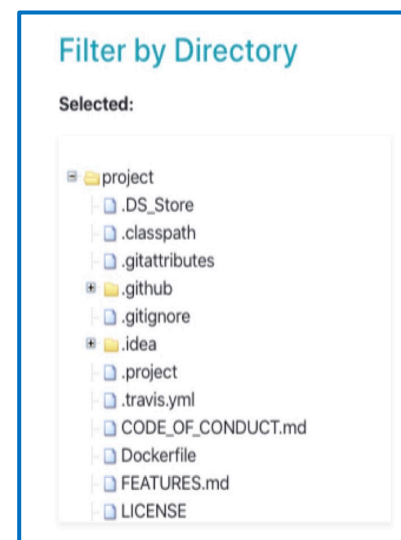 Filter by Directory
Selected:
project
.DS_Store
.classpath
.gitattributes
.github
.gitignore
.idea
.project
.travis.yml
CODE_OF_CONDUCT.md
Dockerfile
FEATURES.md
LICENSE